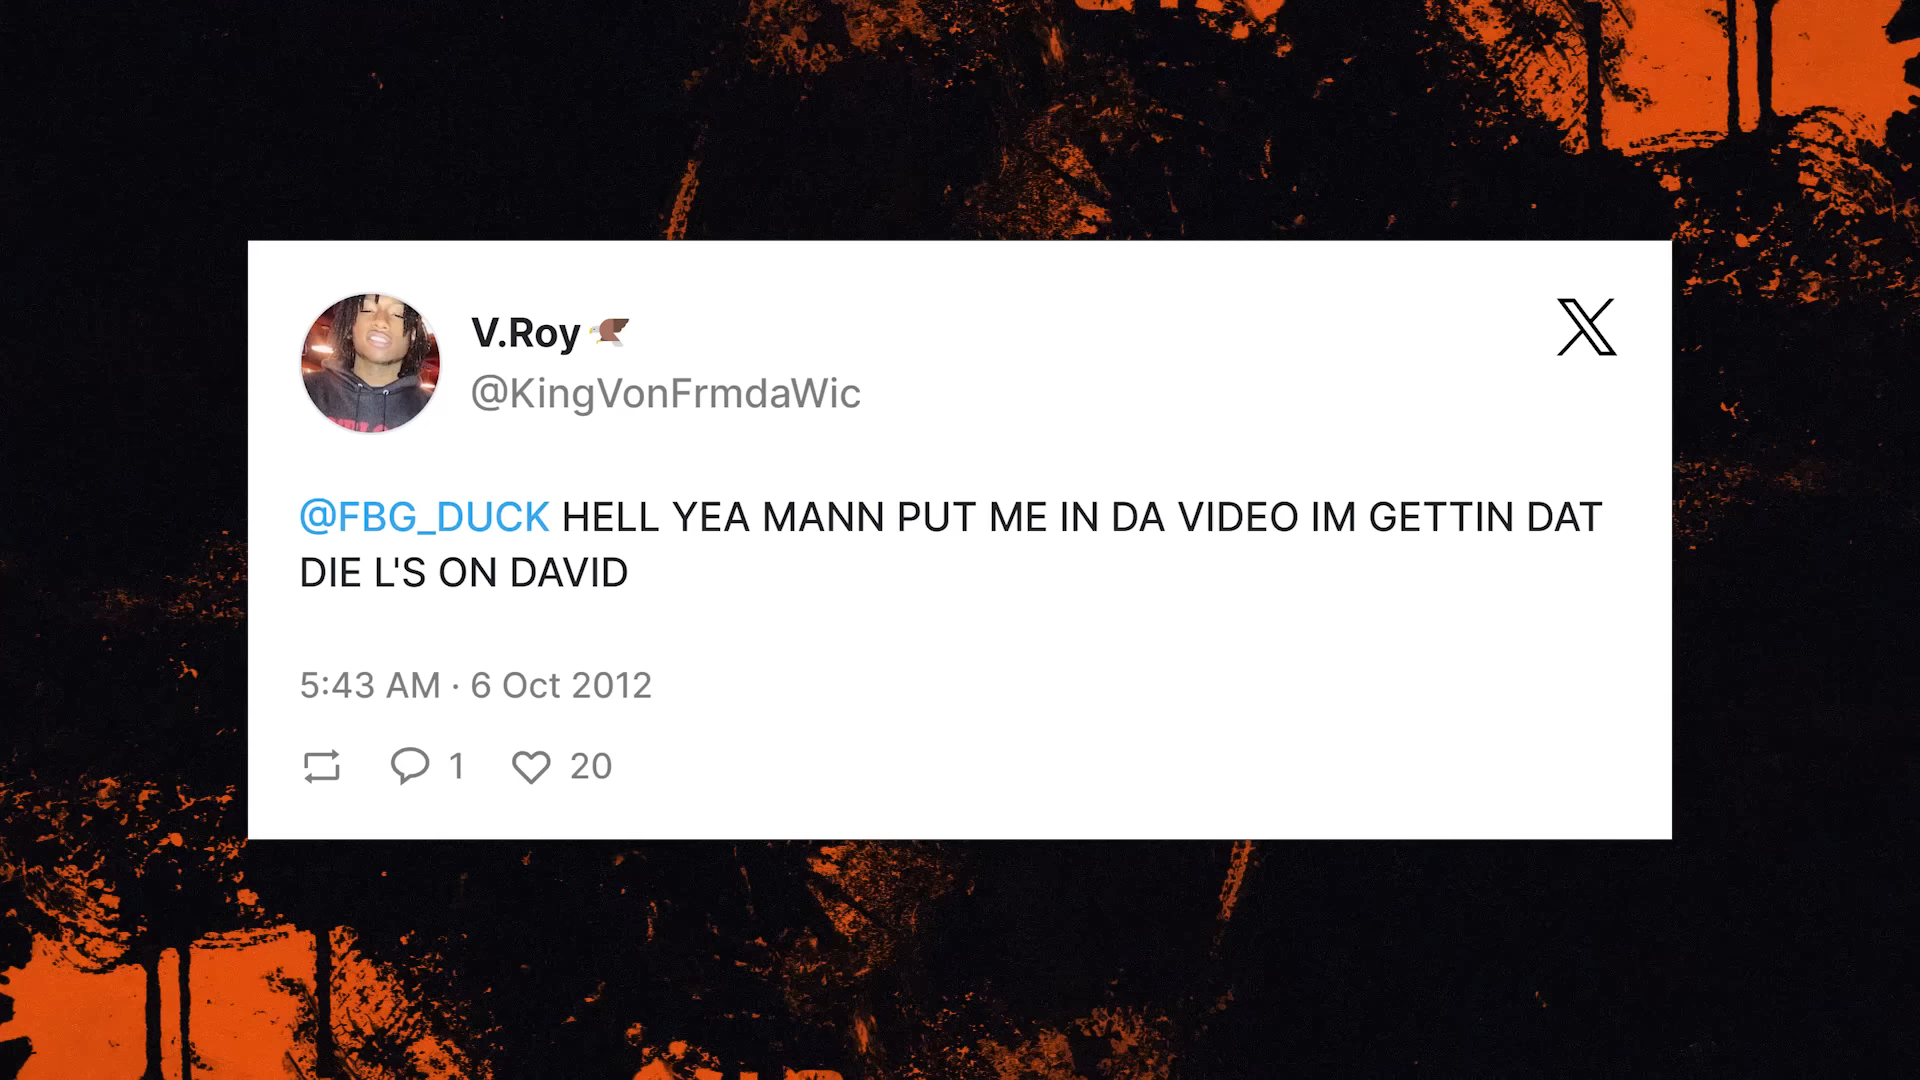 V.Roy
@KingVonFrmdaWic
@FBG_DUCK HELL YEA MANN PUT ME IN DA VIDEO IM GETTIN DAT
DIE L'S ON DAVID
5:43 AM · 6 Oct 2012
1 20